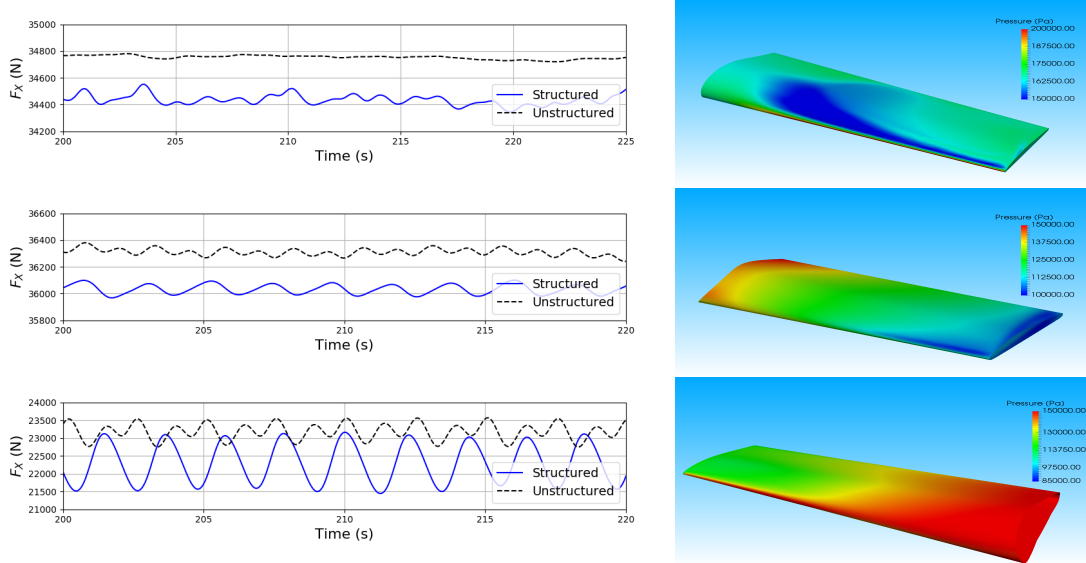 35000
34800
34600
34400
34200
F_X (N)
Structured
Unstructured
200 205 210 215 220 225
Time (s)
Pressure (Pa)
200000.00
187500.00
175000.00
162500.00
150000.00
36600
36400
36200
36000
35800
F_X (N)
Structured
Unstructured
200 205 210 215 220
Time (s)
Pressure (Pa)
150000.00
137500.00
125000.00
112500.00
100000.00
24000
23500
23000
22500
22000
21500
21000
F_X (N)
Structured
Unstructured
200 205 210 215 220
Time (s)
Pressure (Pa)
150000.00
130000.00
113750.00
97500.00
85000.00